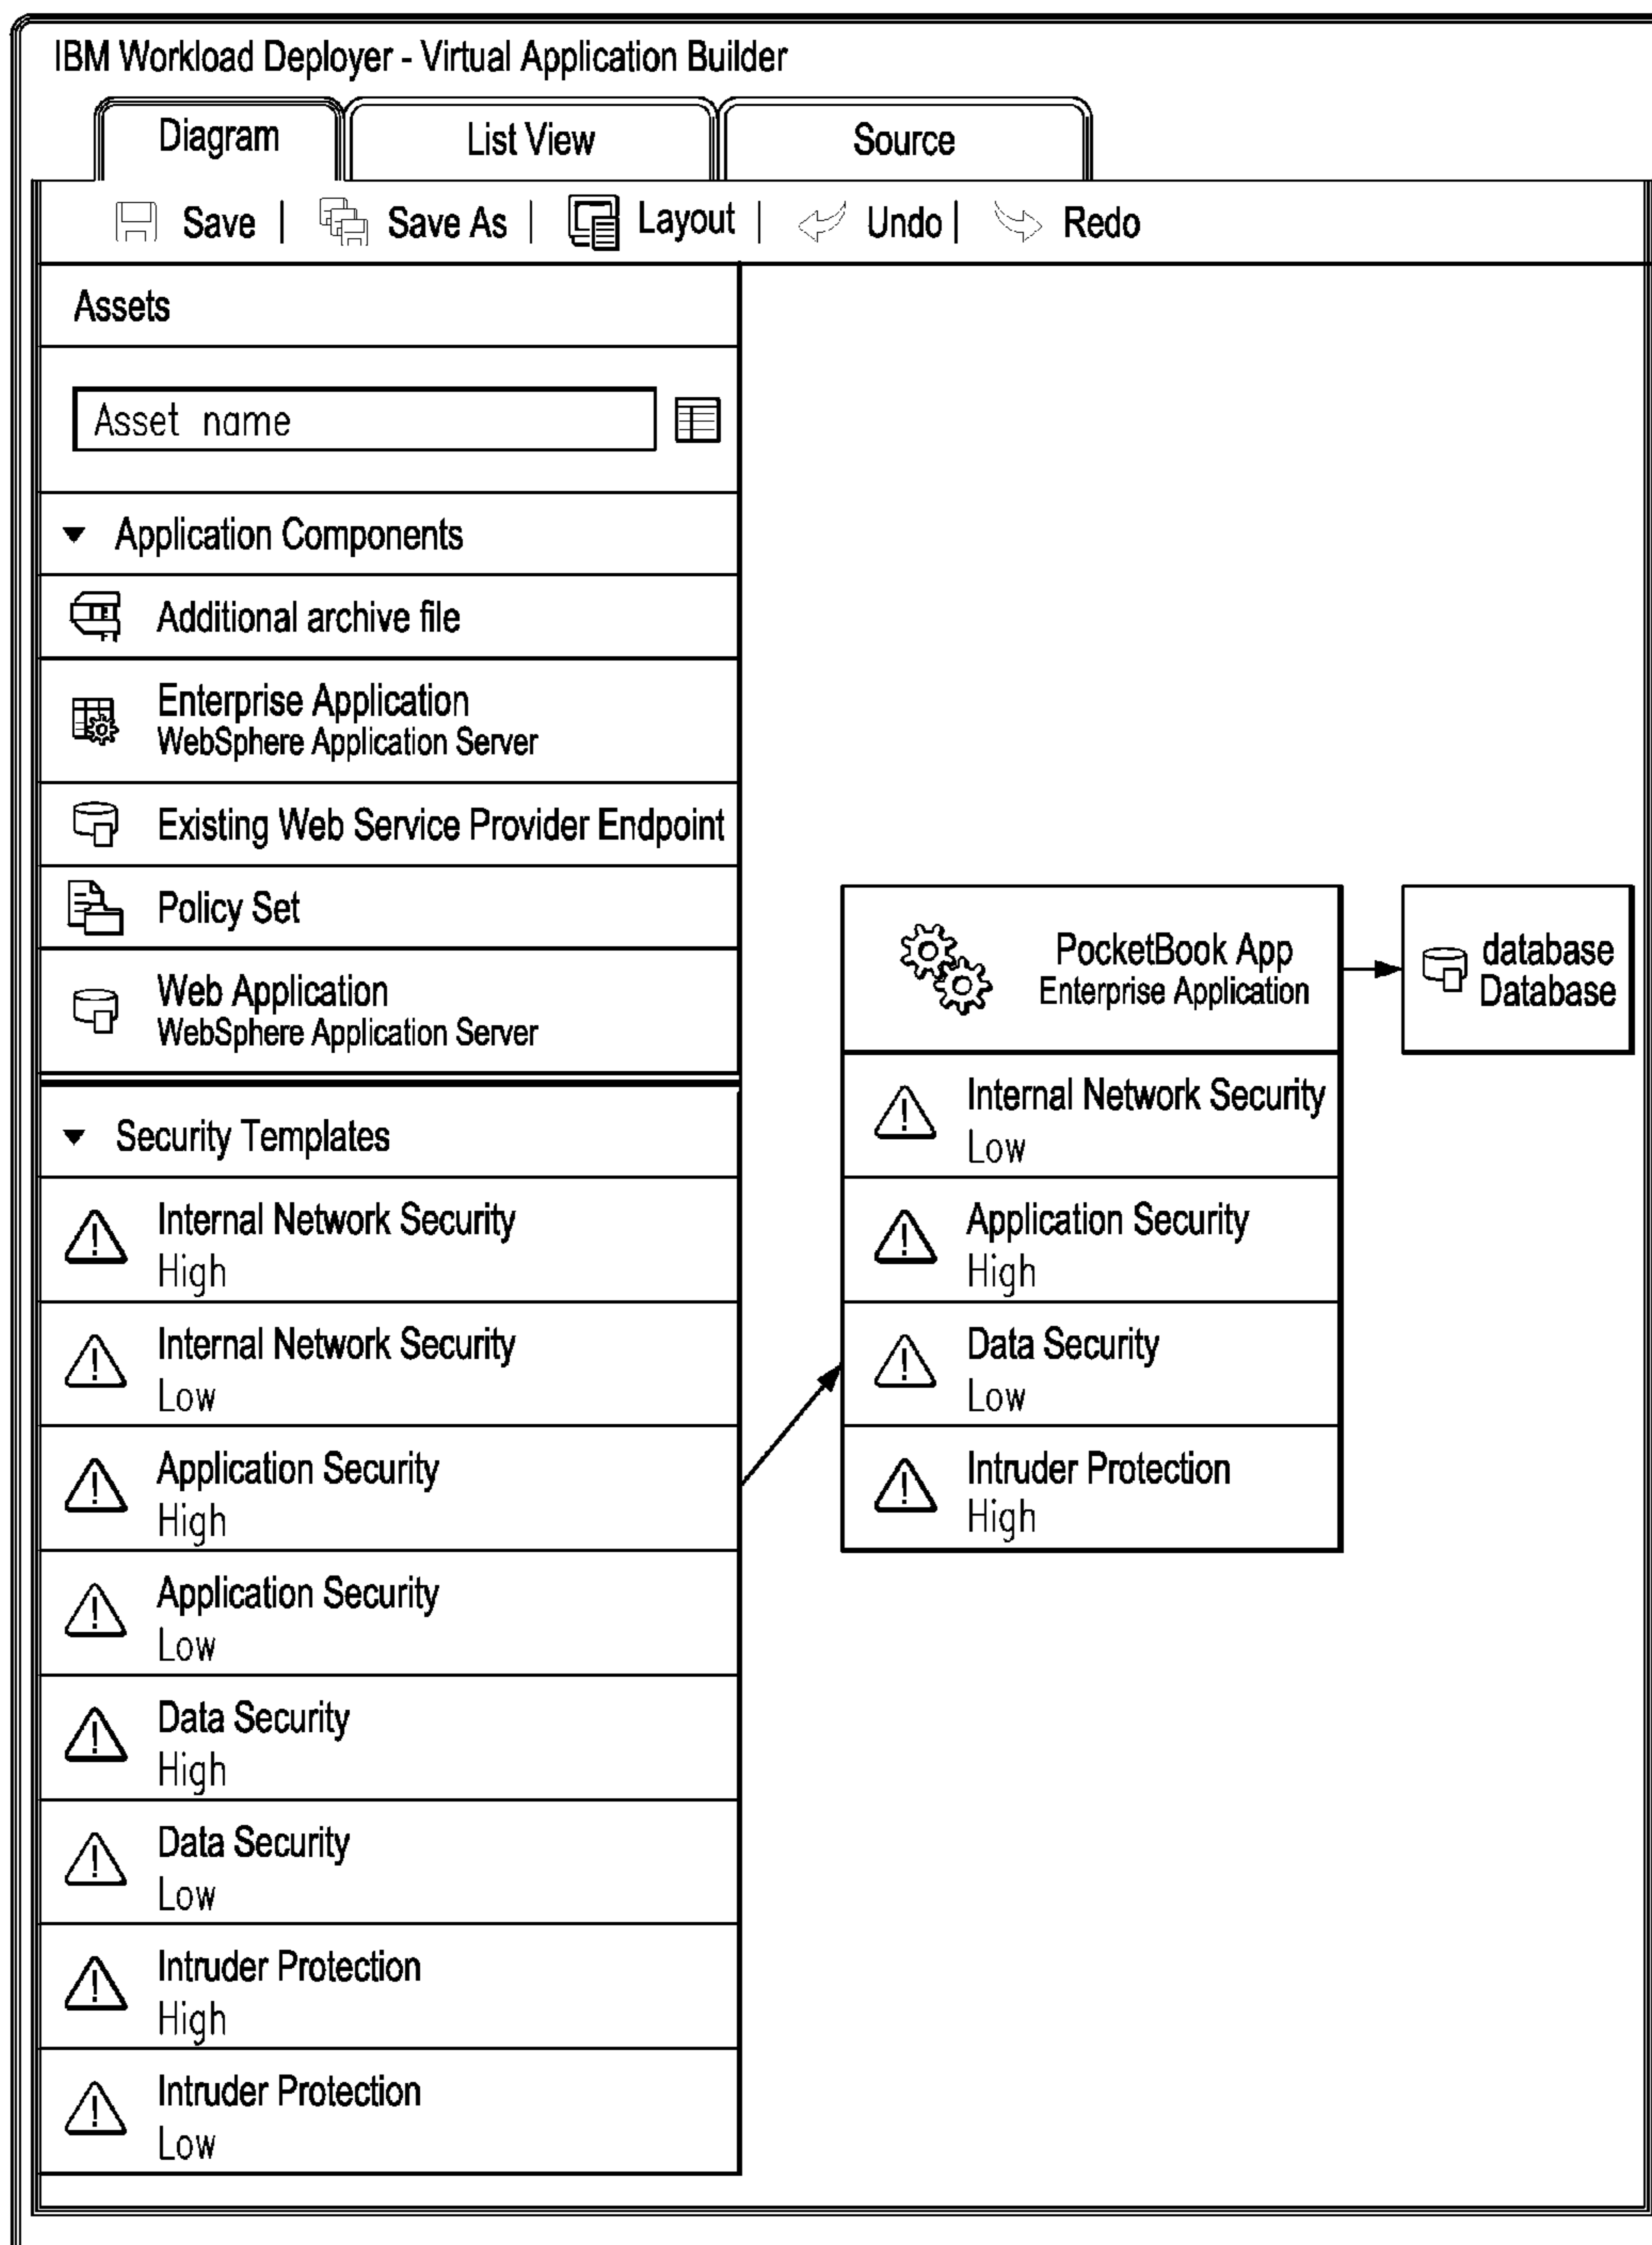 IBM Workload Deployer - Virtual Application Builder
Diagram
List View
Source
Save | Save As | Layout | Undo | Redo
Assets
Asset name
Application Components
Additional archive file
Enterprise Application
WebSphere Application Server
Existing Web Service Provider Endpoint
Policy Set
Web Application
WebSphere Application Server
Security Templates
Internal Network Security
High
Internal Network Security
Low
Application Security
High
Application Security
Low
Data Security
High
Data Security
Low
Intruder Protection
High
Intruder Protection
Low
PocketBook App
Enterprise Application
Internal Network Security
Low
Application Security
High
Data Security
Low
Intruder Protection
High
database
Database